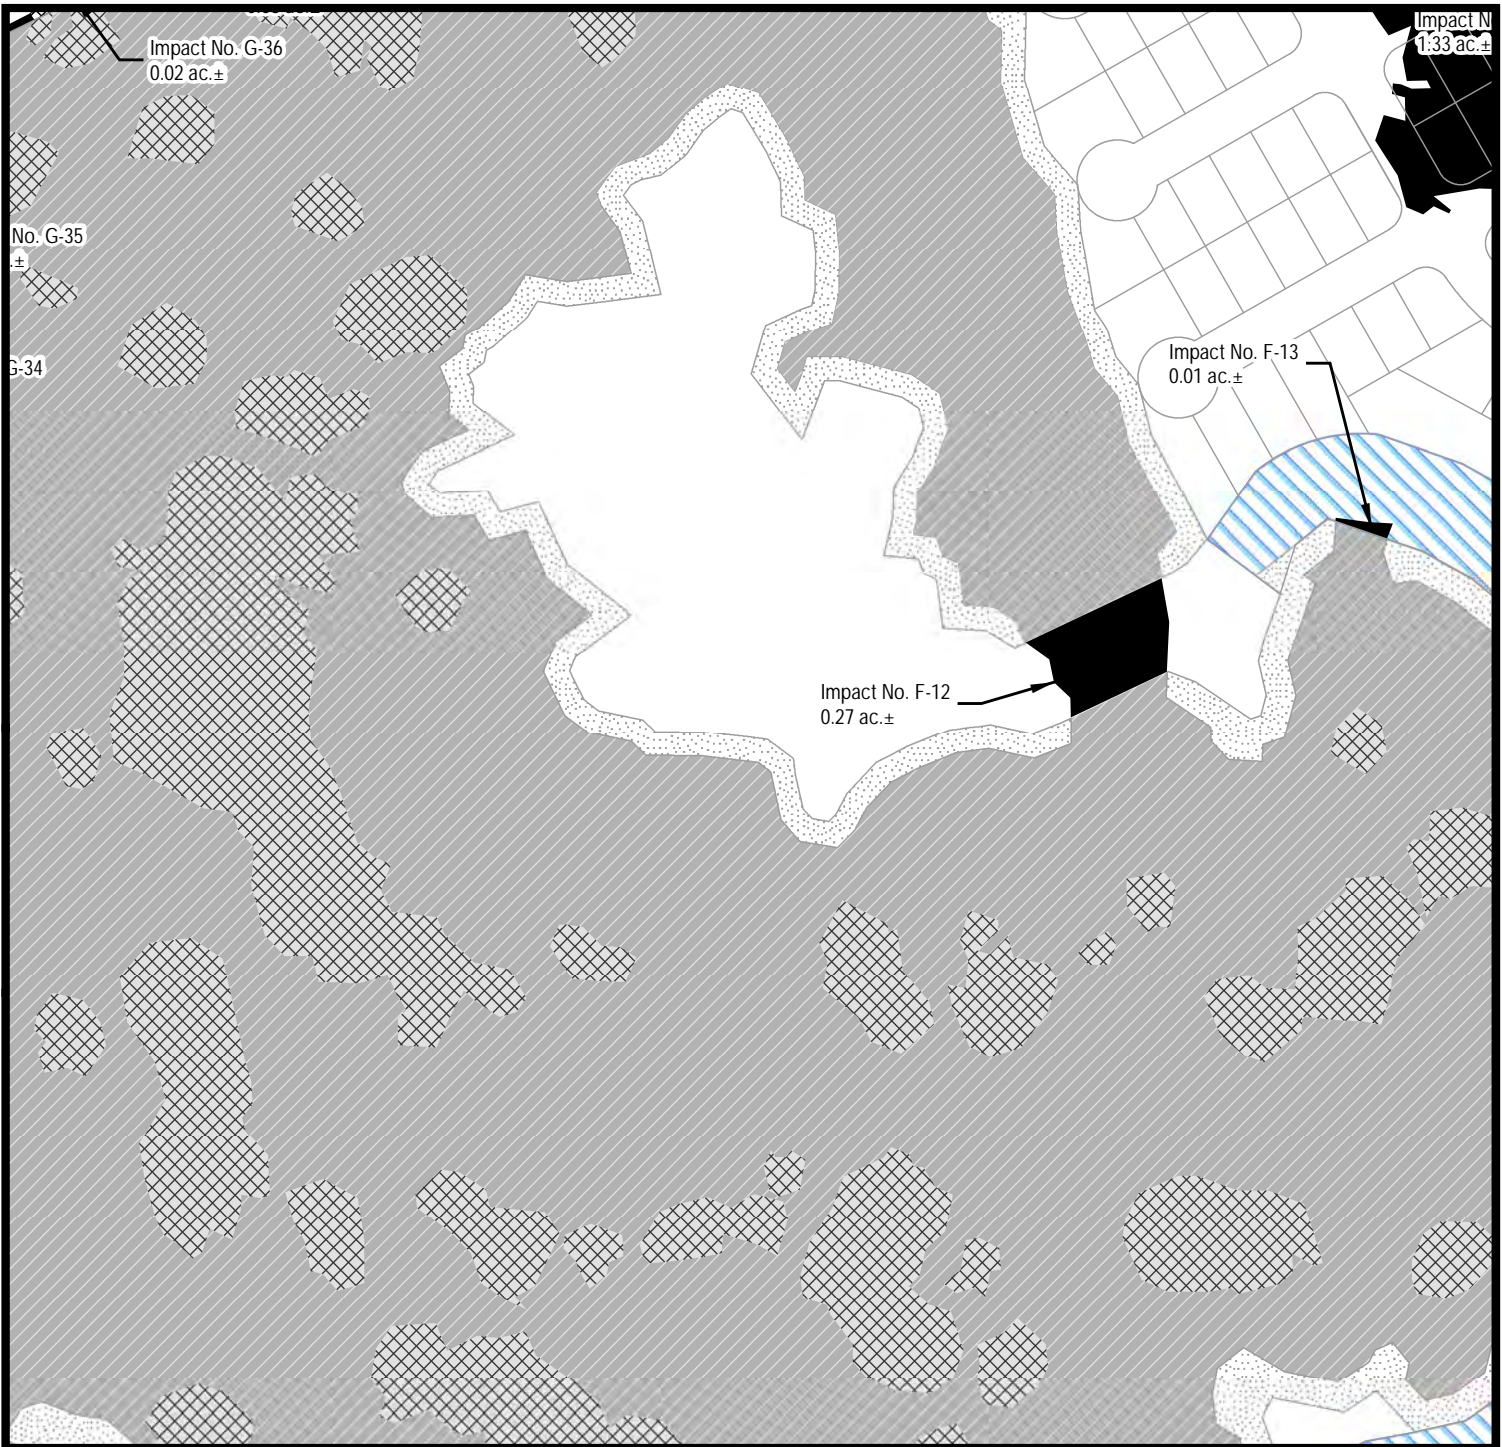 Impact No. G-36
0.02 ac.±
Impact N
1.33 ac.±
No. G-35
.±
G-34
Impact No. F-13
0.01 ac.±
Impact No. F-12
0.27 ac.±